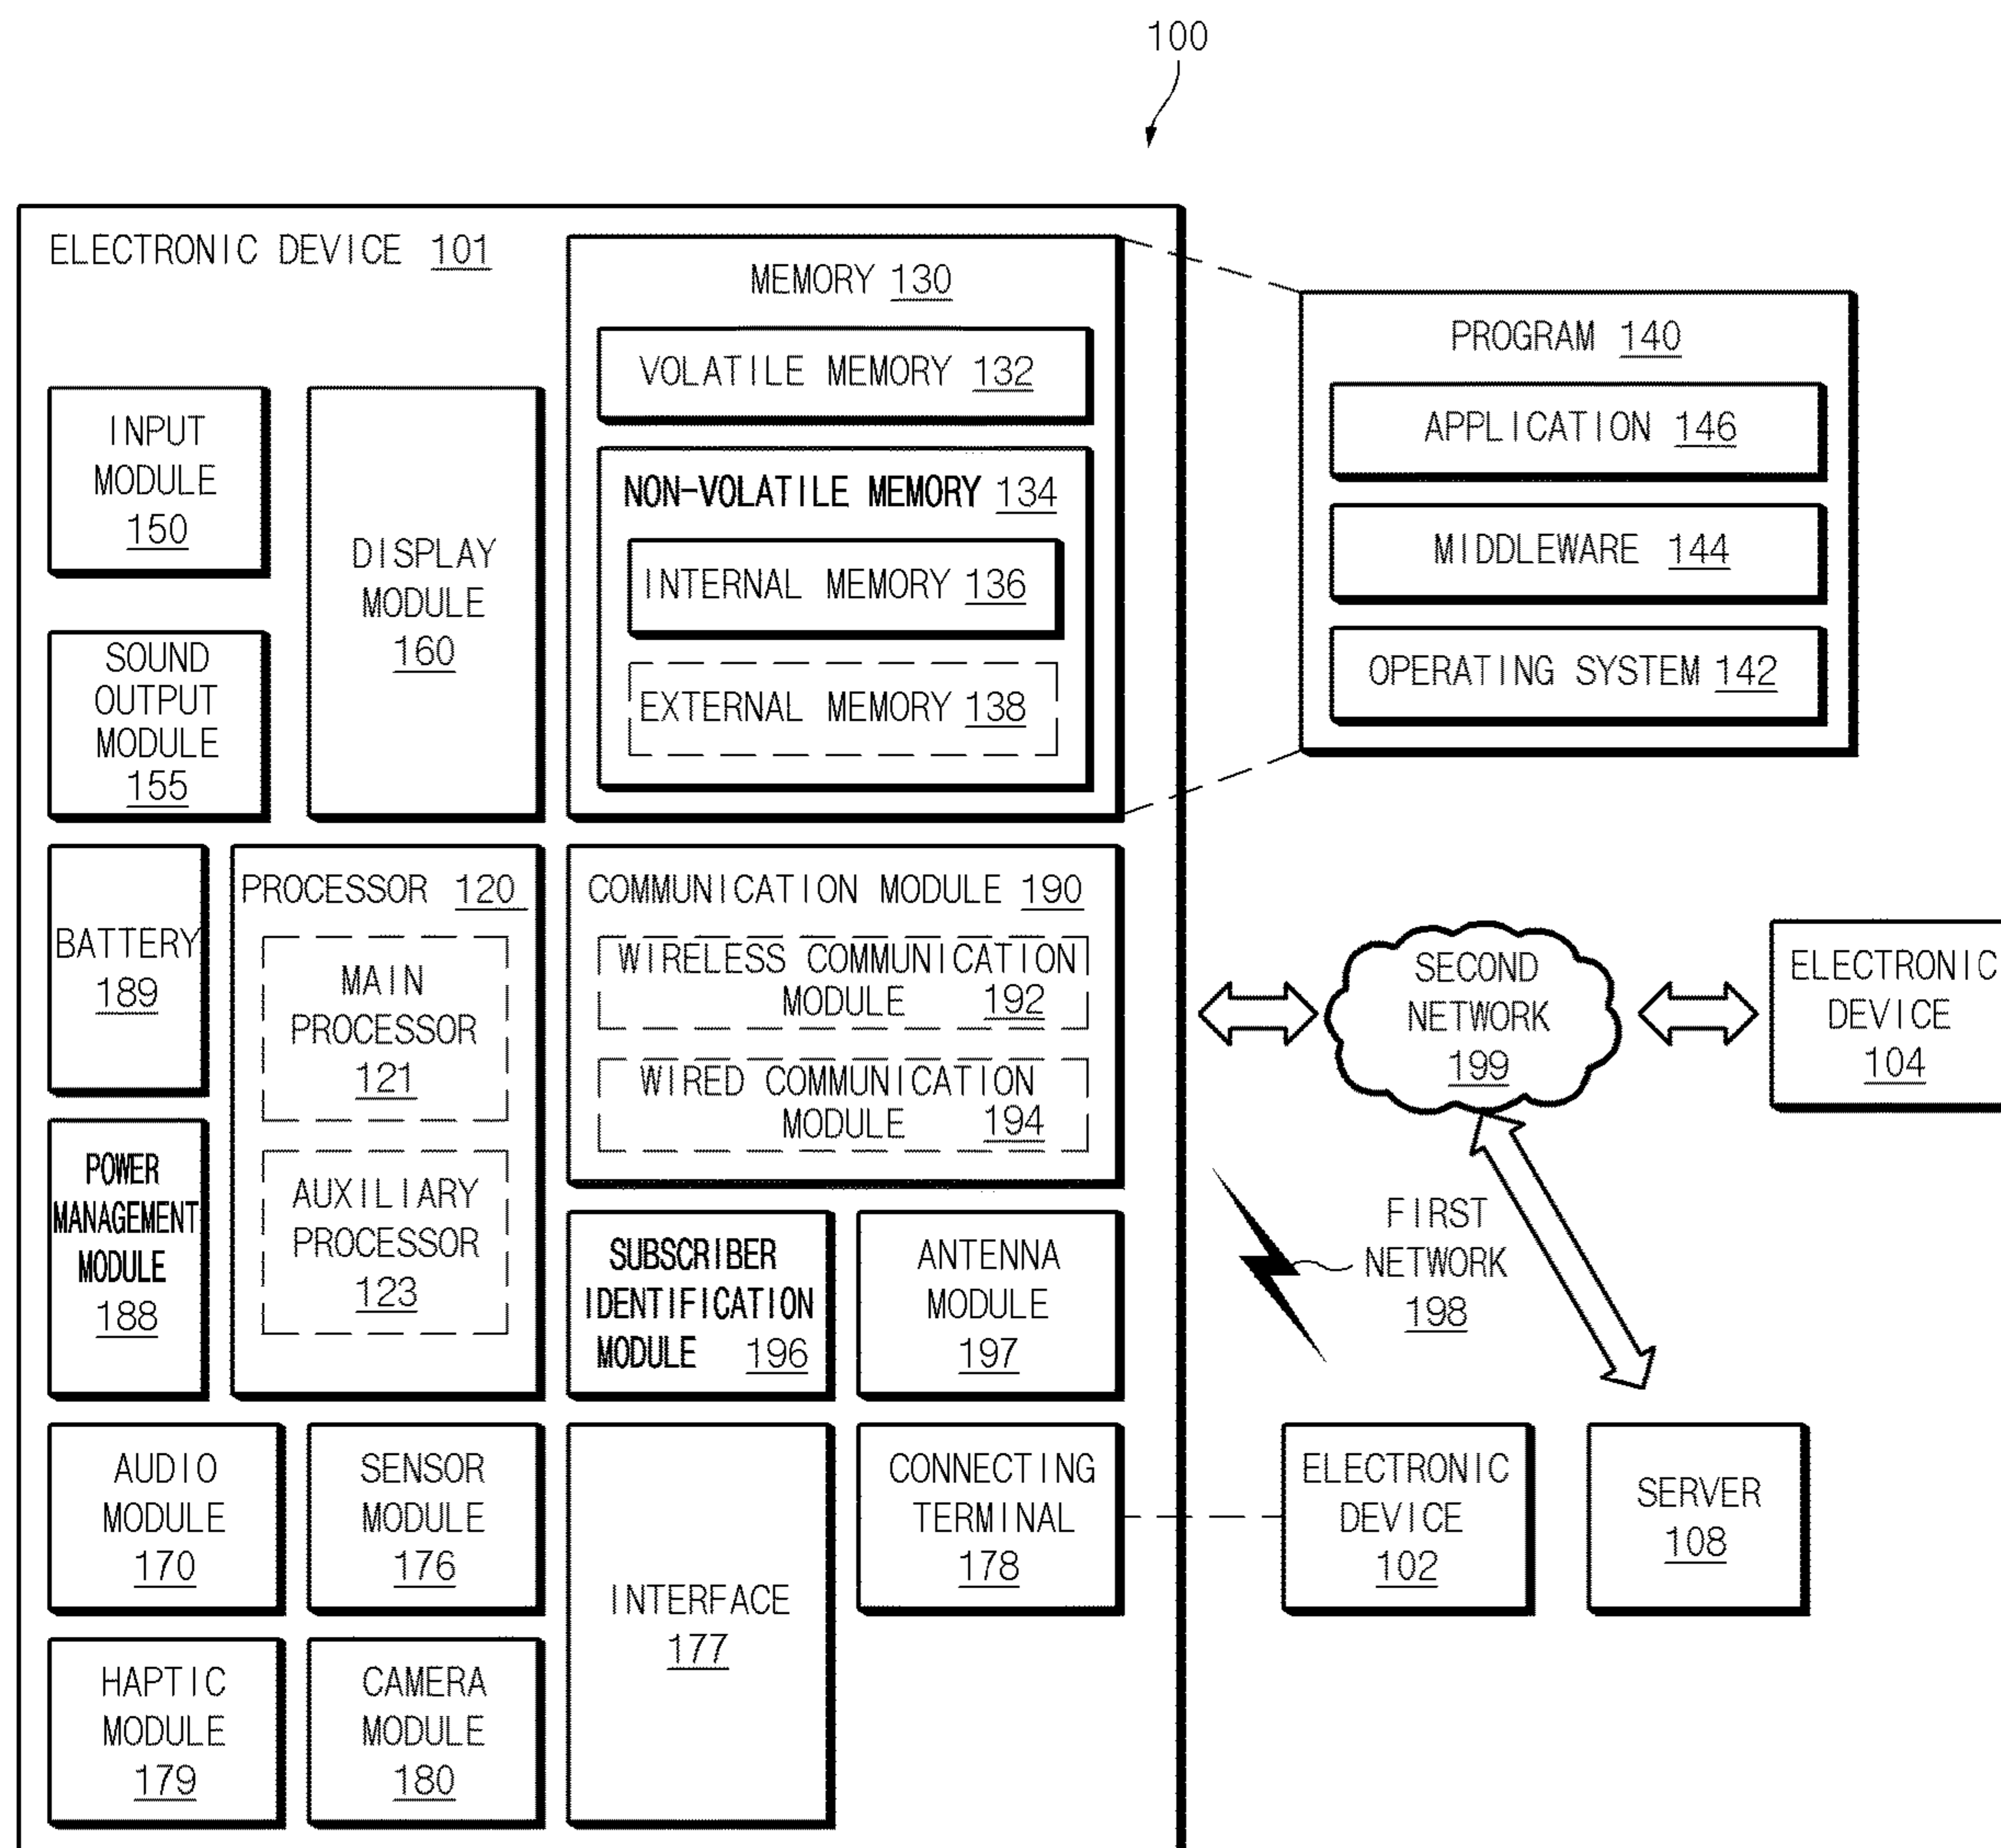 100
ELECTRONIC DEVICE 101
MEMORY 130
VOLATILE MEMORY 132
NON-VOLATILE MEMORY 134
INTERNAL MEMORY 136
EXTERNAL MEMORY 138
PROGRAM 140
APPLICATION 146
MIDDLEWARE 144
OPERATING SYSTEM 142
INPUT
MODULE
150
DISPLAY
MODULE
160
SOUND
OUTPUT
MODULE
155
BATTERY
189
PROCESSOR 120
MAIN
PROCESSOR
121
AUXILIARY
PROCESSOR
123
COMMUNICATION MODULE 190
WIRELESS COMMUNICATION
MODULE 192
WIRED COMMUNICATION
MODULE 194
SECOND
NETWORK
199
ELECTRONIC
DEVICE
104
POWER
MANAGEMENT
MODULE
188
SUBSCRIBER
IDENTIFICATION
MODULE 196
ANTENNA
MODULE
197
FIRST
NETWORK
198
AUDIO
MODULE
170
SENSOR
MODULE
176
INTERFACE
177
CONNECTING
TERMINAL
178
ELECTRONIC
DEVICE
102
SERVER
108
HAPTIC
MODULE
179
CAMERA
MODULE
180